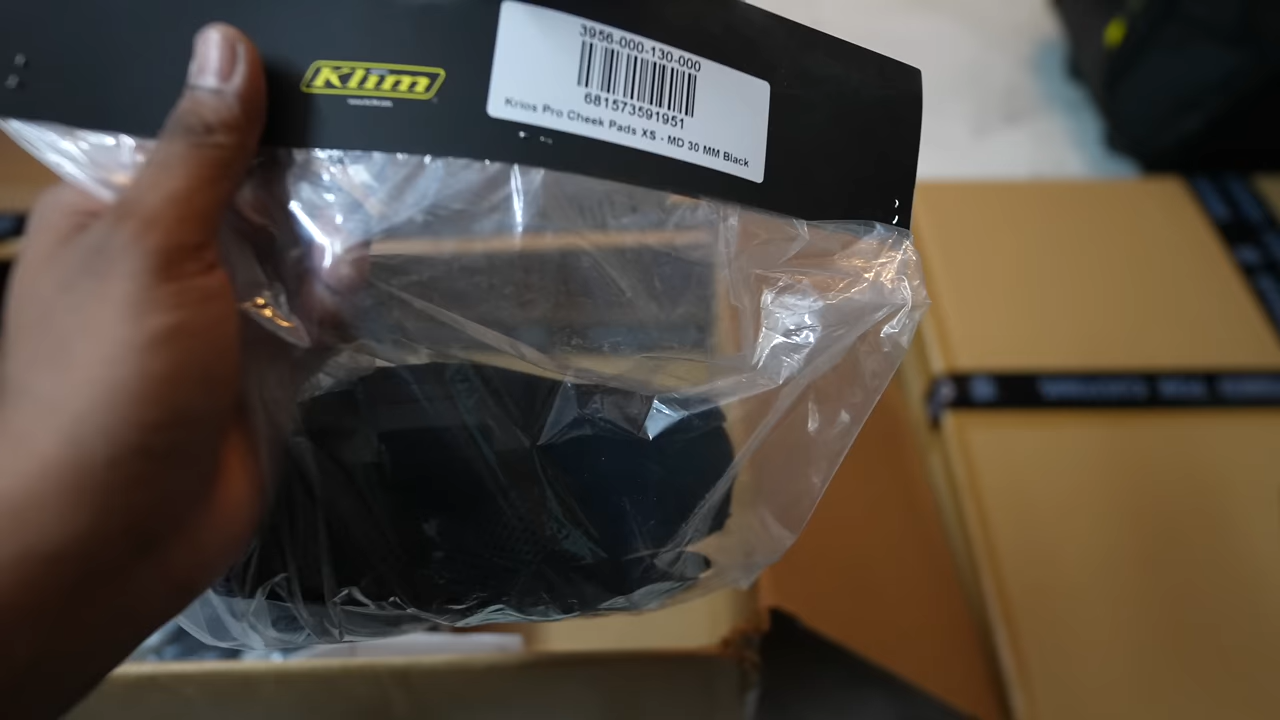 Klim
3956-000-130-000
681573591951
Krios Pro Cheek Pads XS - MD 30 MM Black